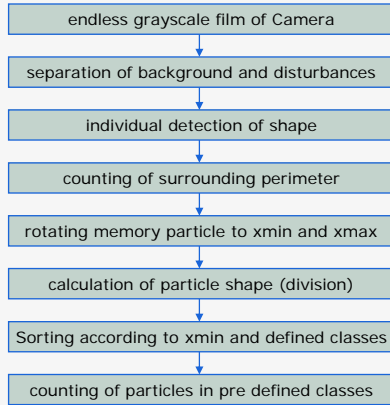 endless grayscale film of Camera
separation of background and disturbances
individual detection of shape
counting of surrounding perimeter
rotating memory particle to xmin and xmax
calculation of particle shape (division)
Sorting according to xmin and defined classes
counting of particles in pre defined classes